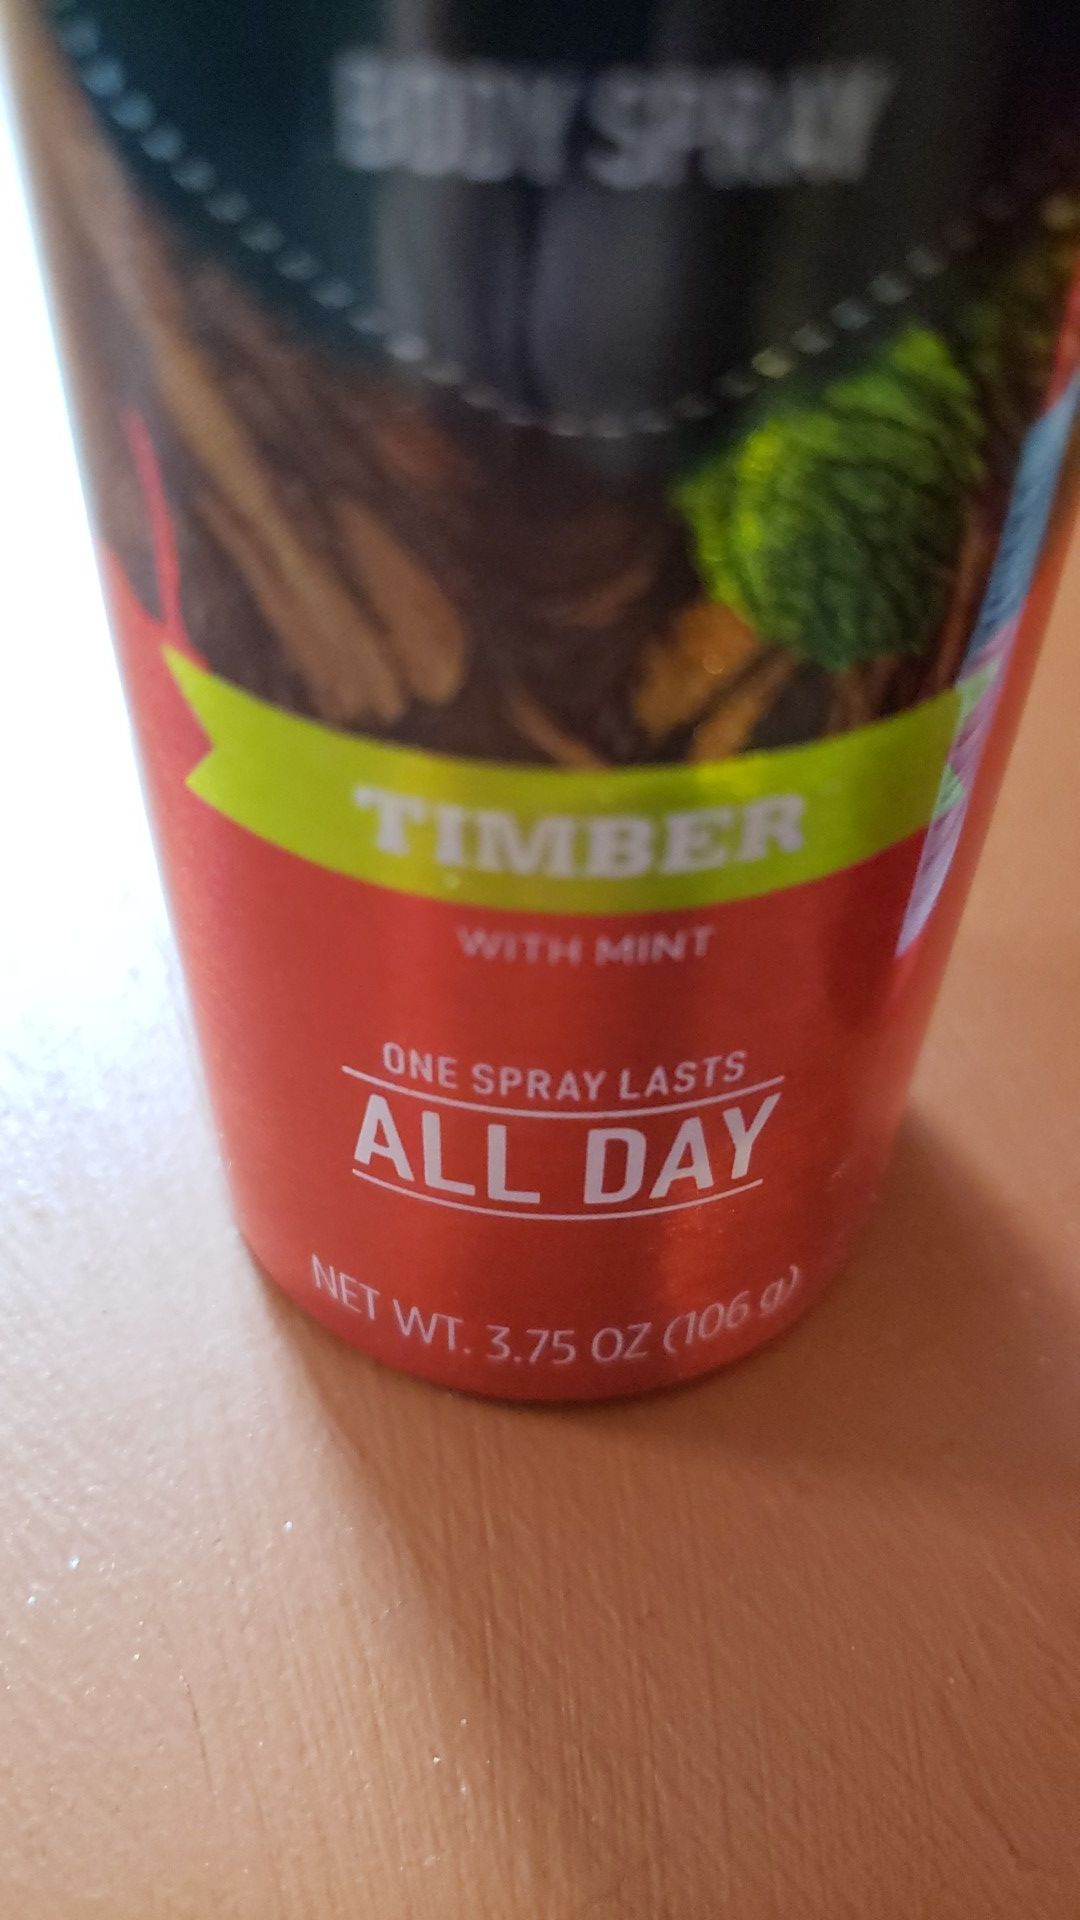 BODY SPRAY
TIMBER
WITH MINT
ONE SPRAY LASTS
ALL DAY
NET WT. 3.75 OZ (106 g)